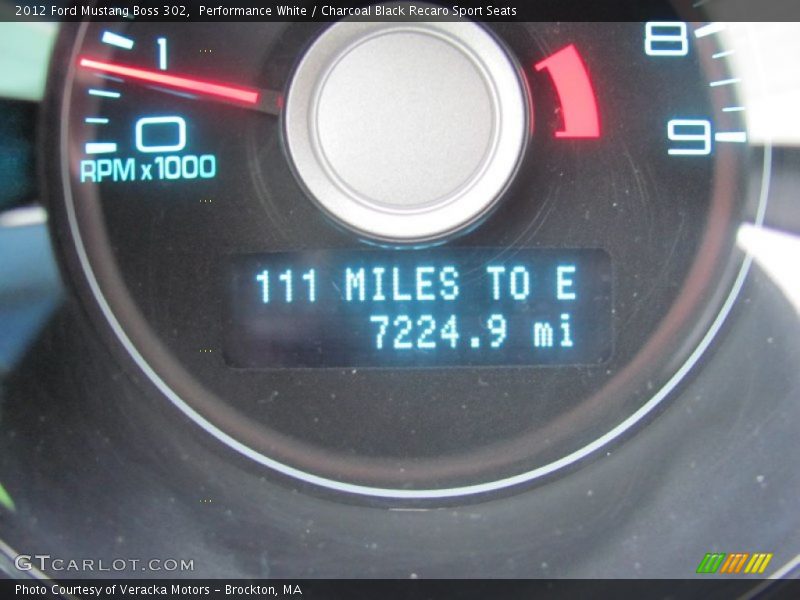 2012 Ford Mustang Boss 302, Performance White / Charcoal Black Recaro Sport Seats
1
8
0
9
RPM x1000
111 MILES TO E
7224.9 mi
GTCARLOT.COM
Photo Courtesy of Veracka Motors - Brockton, MA